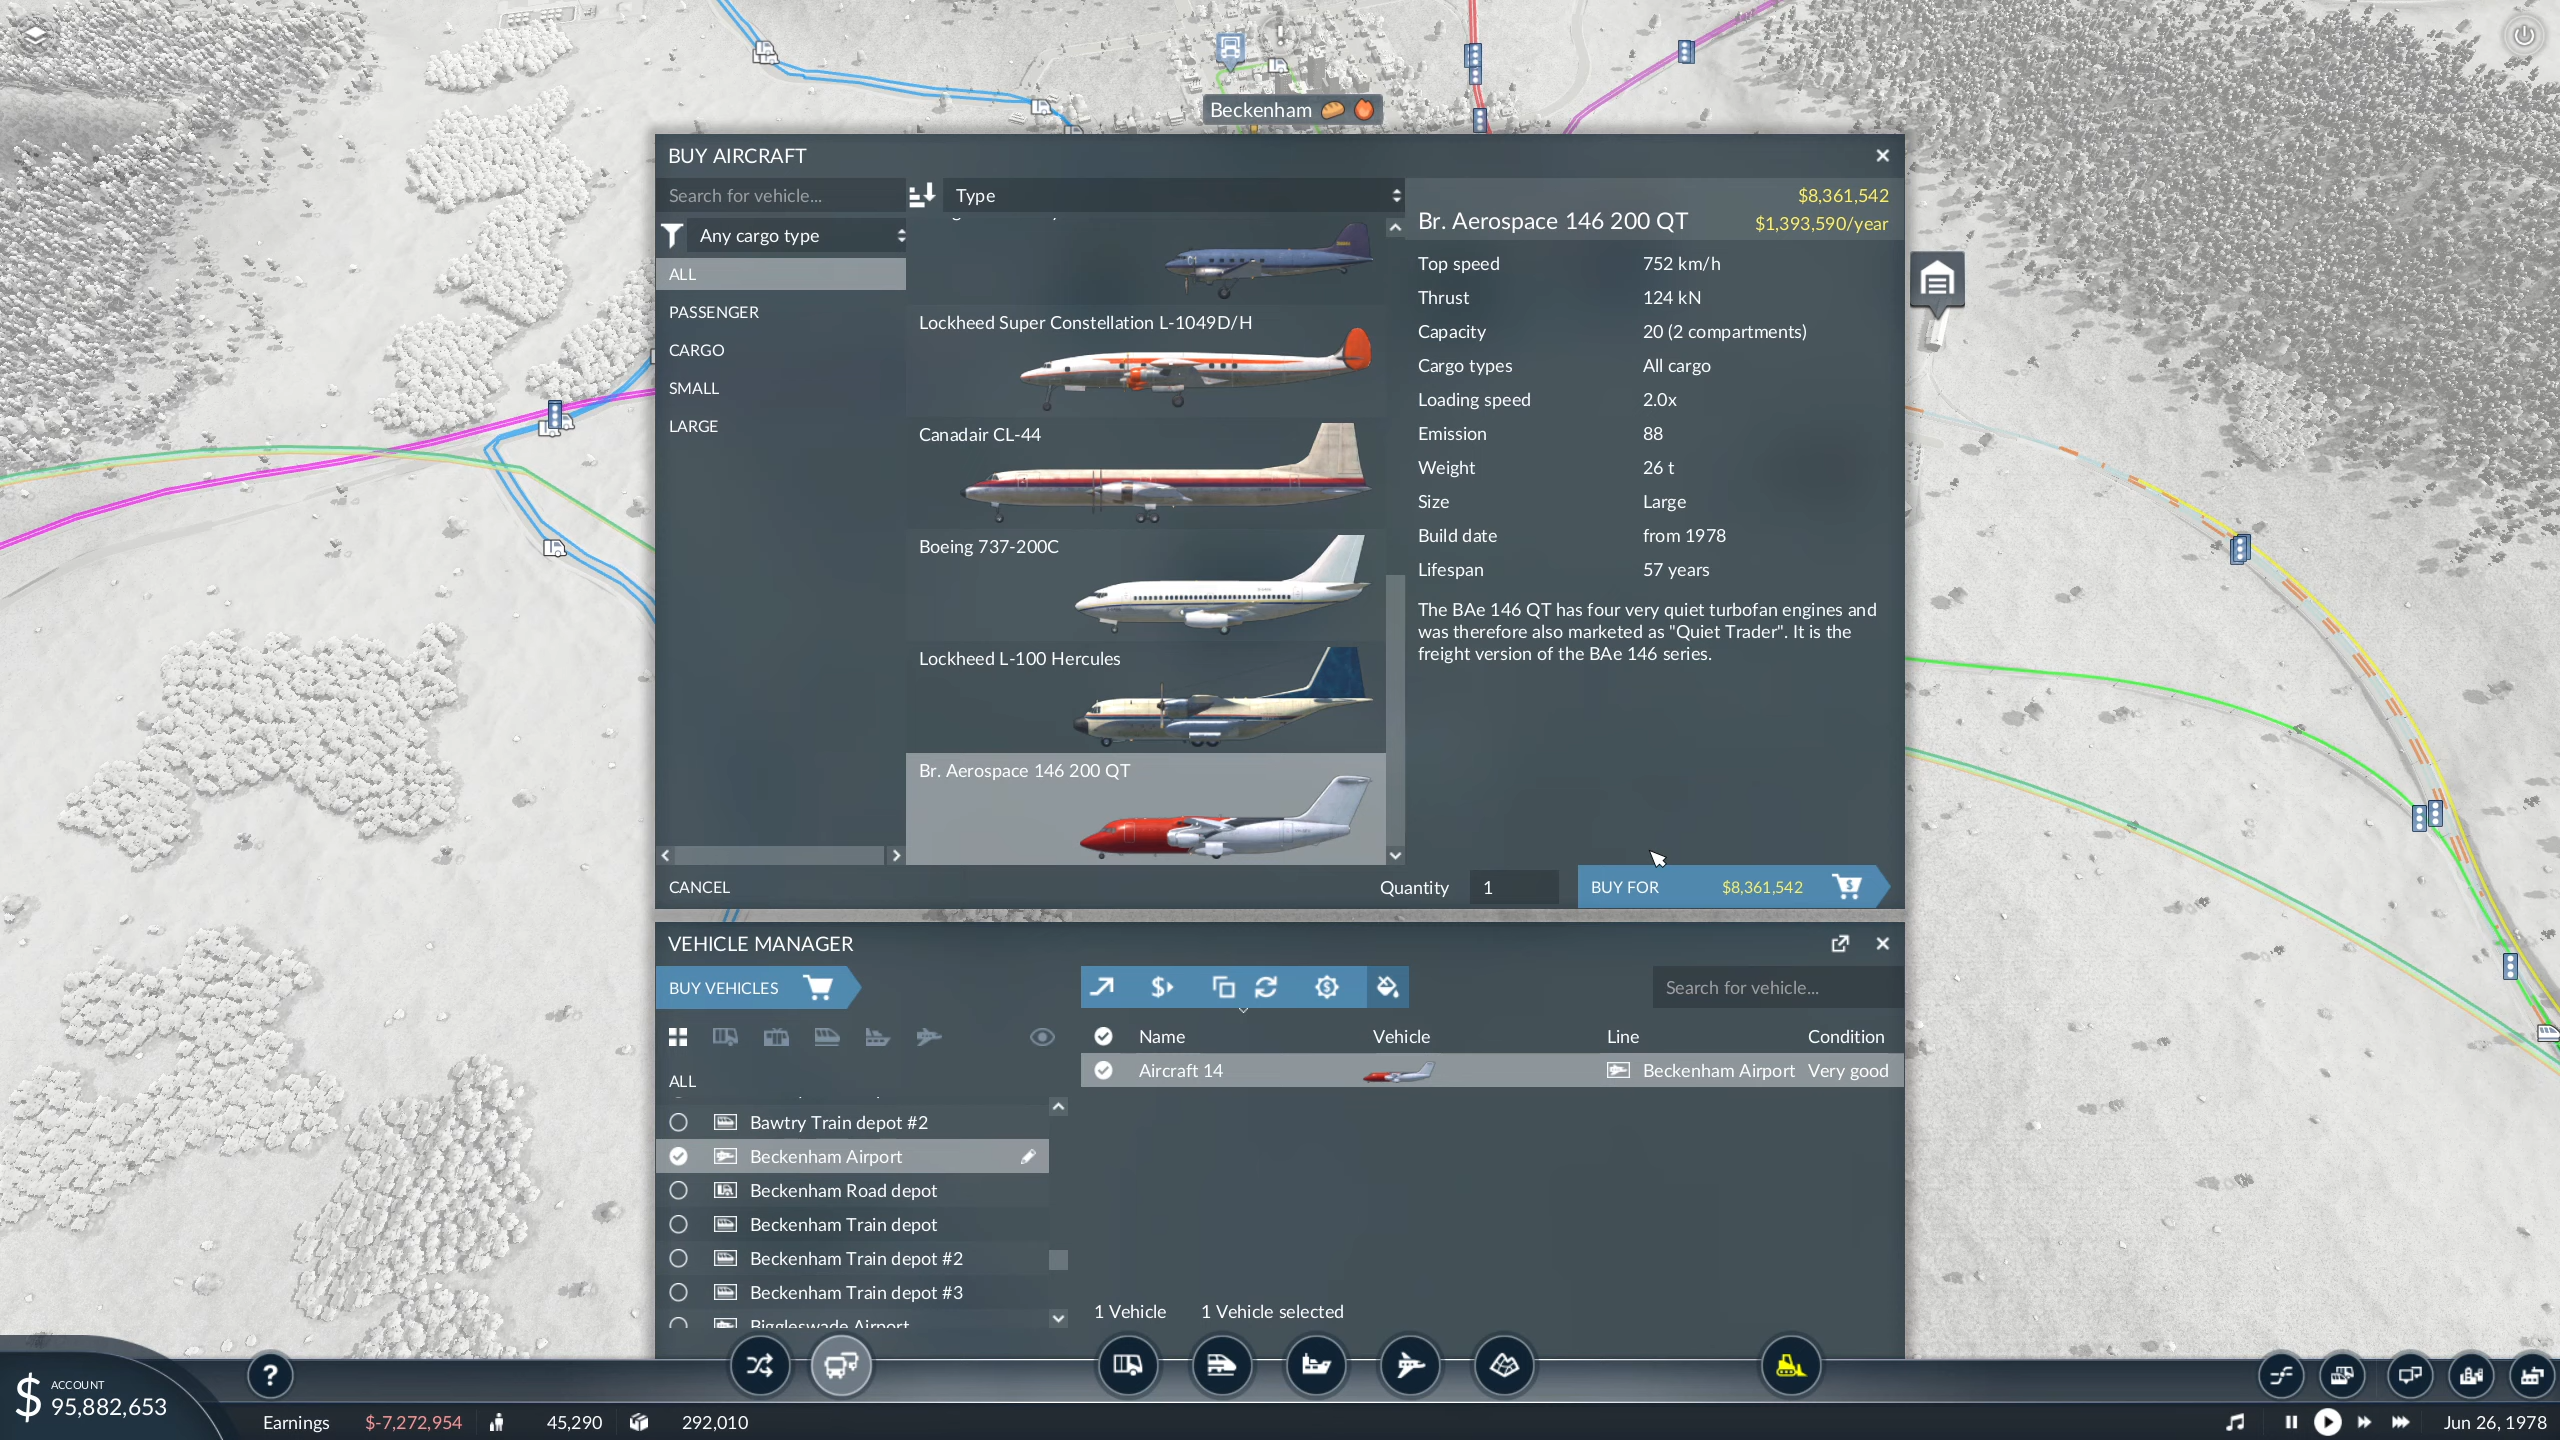 Beckenham
BUY AIRCRAFT
Search for vehicle...
Type
Any cargo type
ALL
PASSENGER
CARGO
SMALL
LARGE
Lockheed Super Constellation L-1049D/H
Canadair CL-44
Boeing 737-200C
Lockheed L-100 Hercules
Br. Aerospace 146 200 QT
$8,361,542
Br. Aerospace 146 200 QT
$1,393,590/year
Top speed 752 km/h
Thrust 124 kN
Capacity 20 (2 compartments)
Cargo types All cargo
Loading speed 2.0x
Emission 88
Weight 26 t
Size Large
Build date from 1978
Lifespan 57 years
The BAe 146 QT has four very quiet turbofan engines and
was therefore also marketed as "Quiet Trader". It is the
freight version of the BAe 146 series.
CANCEL
Quantity 1
BUY FOR $8,361,542
VEHICLE MANAGER
BUY VEHICLES
Search for vehicle...
ALL
Bawtry Train depot #2
Beckenham Airport
Beckenham Road depot
Beckenham Train depot
Beckenham Train depot #2
Beckenham Train depot #3
Biggleswade Airport
Name Vehicle Line Condition
Aircraft 14 Beckenham Airport Very good
1 Vehicle 1 Vehicle selected
?
$ ACCOUNT
95,882,653
Earnings $-7,272,954 45,290 292,010
Jun 26, 1978